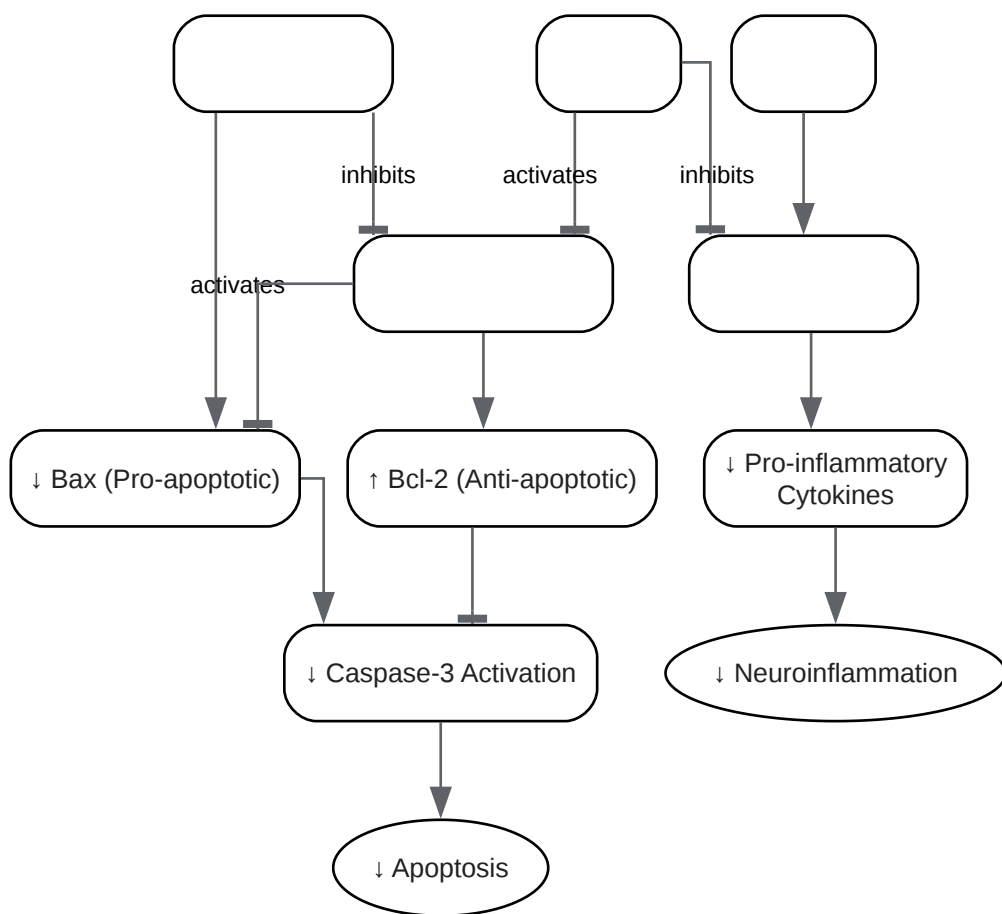 inhibits
activates
inhibits
activates
↓ Bax (Pro-apoptotic)
↑ Bcl-2 (Anti-apoptotic)
↓ Pro-inflammatory
Cytokines
↓ Caspase-3 Activation
↓ Neuroinflammation
↓ Apoptosis